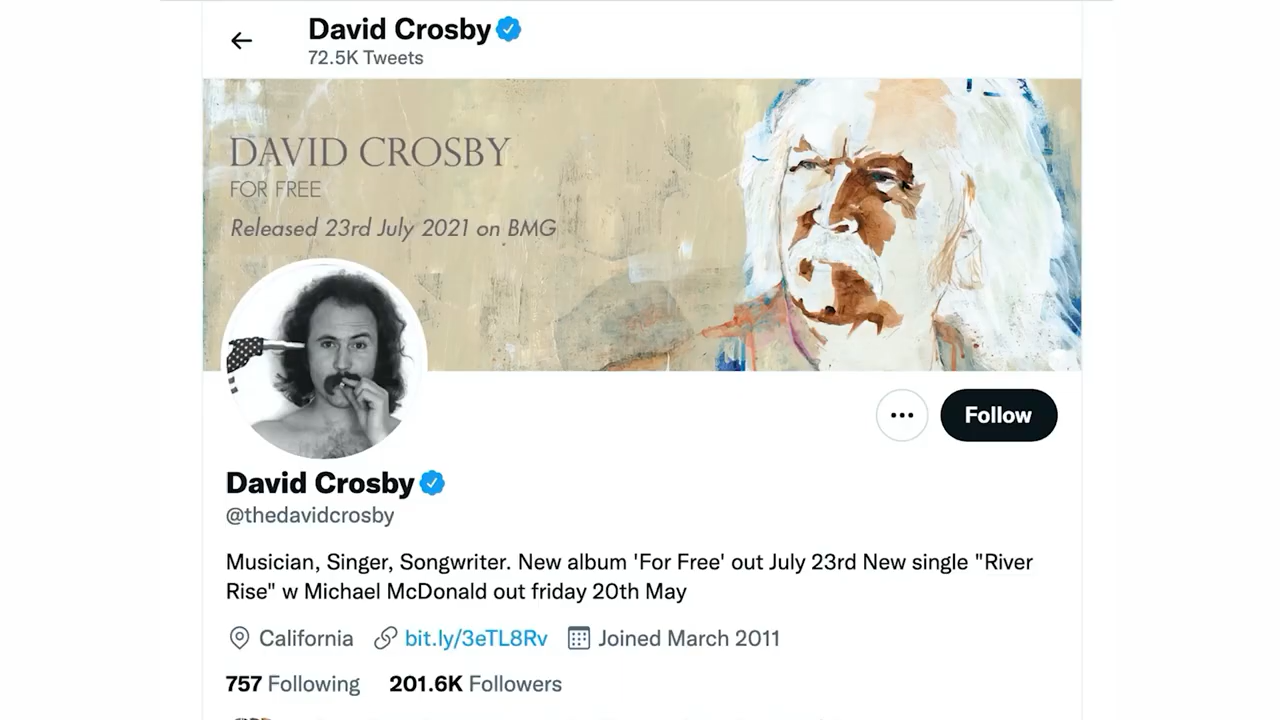 David Crosby
72.5K Tweets
DAVID CROSBY
FOR FREE
Released 23rd July 2021 on BMG
Follow
David Crosby
@thedavidcrosby
Musician, Singer, Songwriter. New album 'For Free' out July 23rd New single "River
Rise" w Michael McDonald out friday 20th May
California bit.ly/3eTL8Rv Joined March 2011
757 Following 201.6K Followers